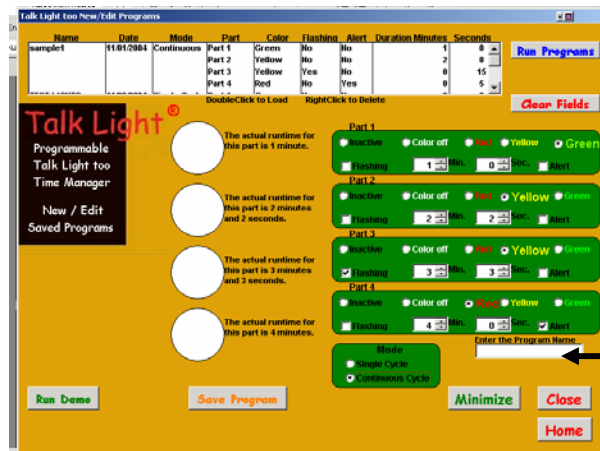 Talk Light too New/Edit Programs
Name Date Mode Part Color Flashing Alert Duration Minutes Seconds
sample1 11/01/2004 Continuous Part 1 Green No No 1 0
Part 2 Yellow No No 2 0
Part 3 Yellow Yes No 0 15
Part 4 Red No Yes 0 5
DoubleClick to Load RightClick to Delete
Run Programs
Clear Fields
Talk Light®
Programmable
Talk Light too
Time Manager
New / Edit
Saved Programs
The actual runtime for
this part is 1 minute.
Part 1
Inactive Color off Red Yellow Green
Flashing 1 Min. 0 Sec. Alert
The actual runtime for
this part is 2 minutes
and 2 seconds.
Part 2
Inactive Color off Red Yellow Green
Flashing 2 Min. 2 Sec. Alert
The actual runtime for
this part is 3 minutes
and 3 seconds.
Part 3
Inactive Color off Red Yellow Green
Flashing 3 Min. 3 Sec. Alert
The actual runtime for
this part is 4 minutes.
Part 4
Inactive Color off Red Yellow Green
Flashing 4 Min. 0 Sec. Alert
Enter the Program Name
Mode
Single Cycle
Continuous Cycle
Run Demo
Save Program
Minimize
Close
Home